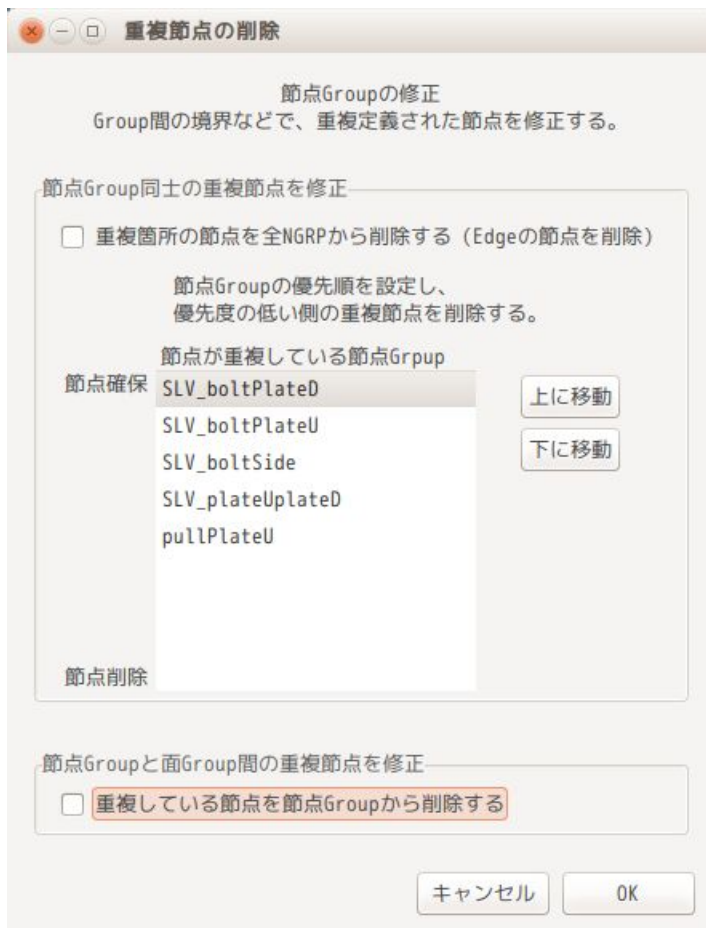 重複節点の削除
節点Groupの修正
Group間の境界などで、重複定義された節点を修正する。
節点Group同士の重複節点を修正
重複箇所の節点を全NGRPから削除する (Edgeの節点を削除)
節点Groupの優先順を設定し、
優先度の低い側の重複節点を削除する。
節点が重複している節点Grpup
節点確保
SLV_boltPlateD
SLV_boltPlateU
SLV_boltSide
SLV_plateUplateD
pullPlateU
上に移動
下に移動
節点削除
節点Groupと面Group間の重複節点を修正
重複している節点を節点Groupから削除する
キャンセル
OK